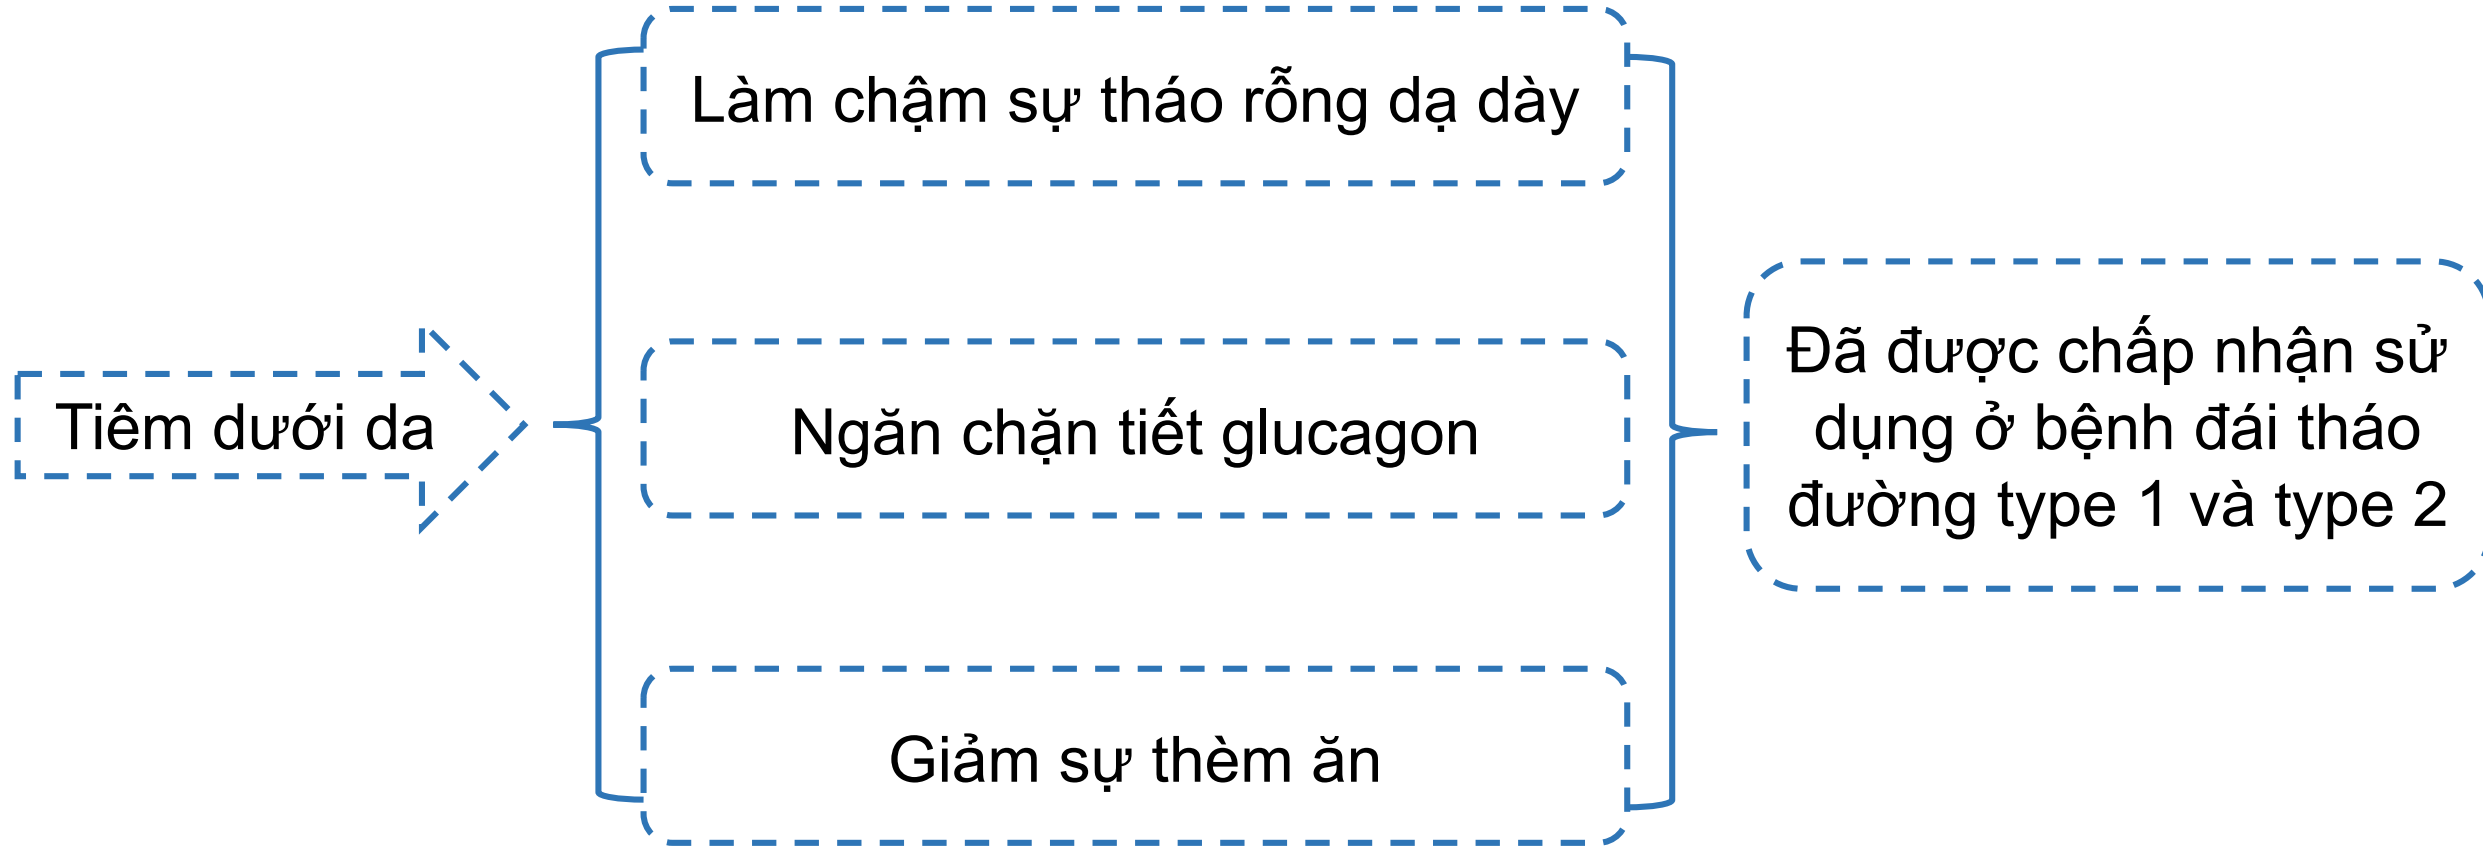 Tiêm dưới da
Làm chậm sự tháo rỗng dạ dày
Ngăn chặn tiết glucagon
Giảm sự thèm ăn
Đã được chấp nhận sử
dụng ở bệnh đái tháo
đường type 1 và type 2